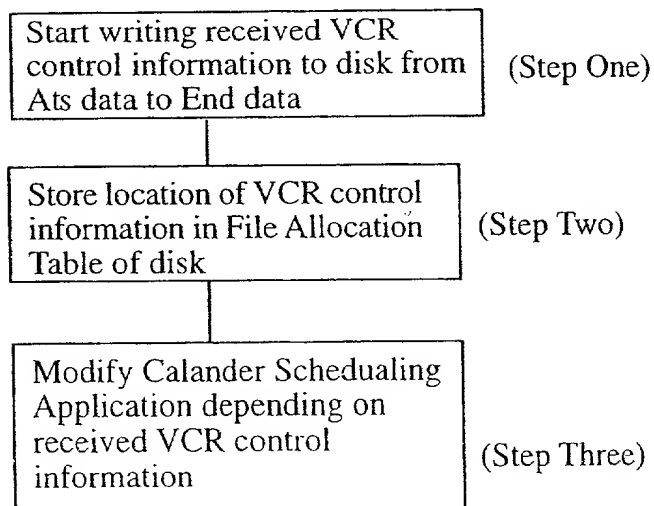 Start writing received VCR
control information to disk from
Ats data to End data
(Step One)
Store location of VCR control
information in File Allocation
Table of disk
(Step Two)
Modify Calander Schedualing
Application depending on
received VCR control
information
(Step Three)